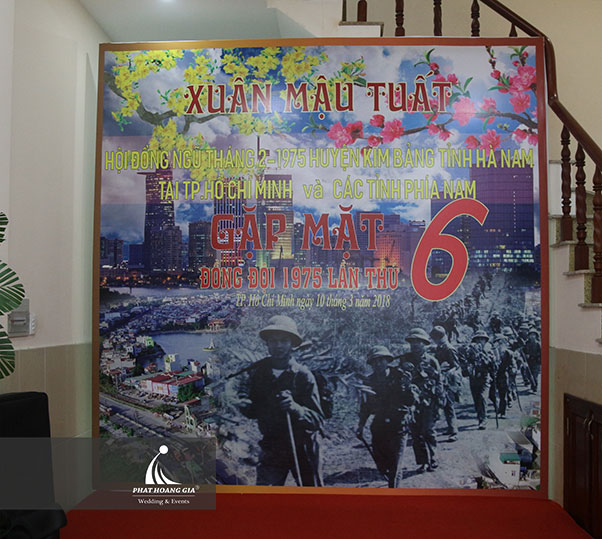 XUÂN MẬU TUẤT
HỘI ĐỒNG NGŨ THÁNG 2-1975 HUYỆN KIM BẢNG TỈNH HÀ NAM
TẠI TP.HỒ CHÍ MINH và CÁC TỈNH PHÍA NAM
GẶP MẶT
ĐỒNG ĐỘI 1975 LẦN THỨ 6
TP. Hồ Chí Minh ngày 10 tháng 3 năm 2018
PHAT HOANG GIA®
Wedding & Events